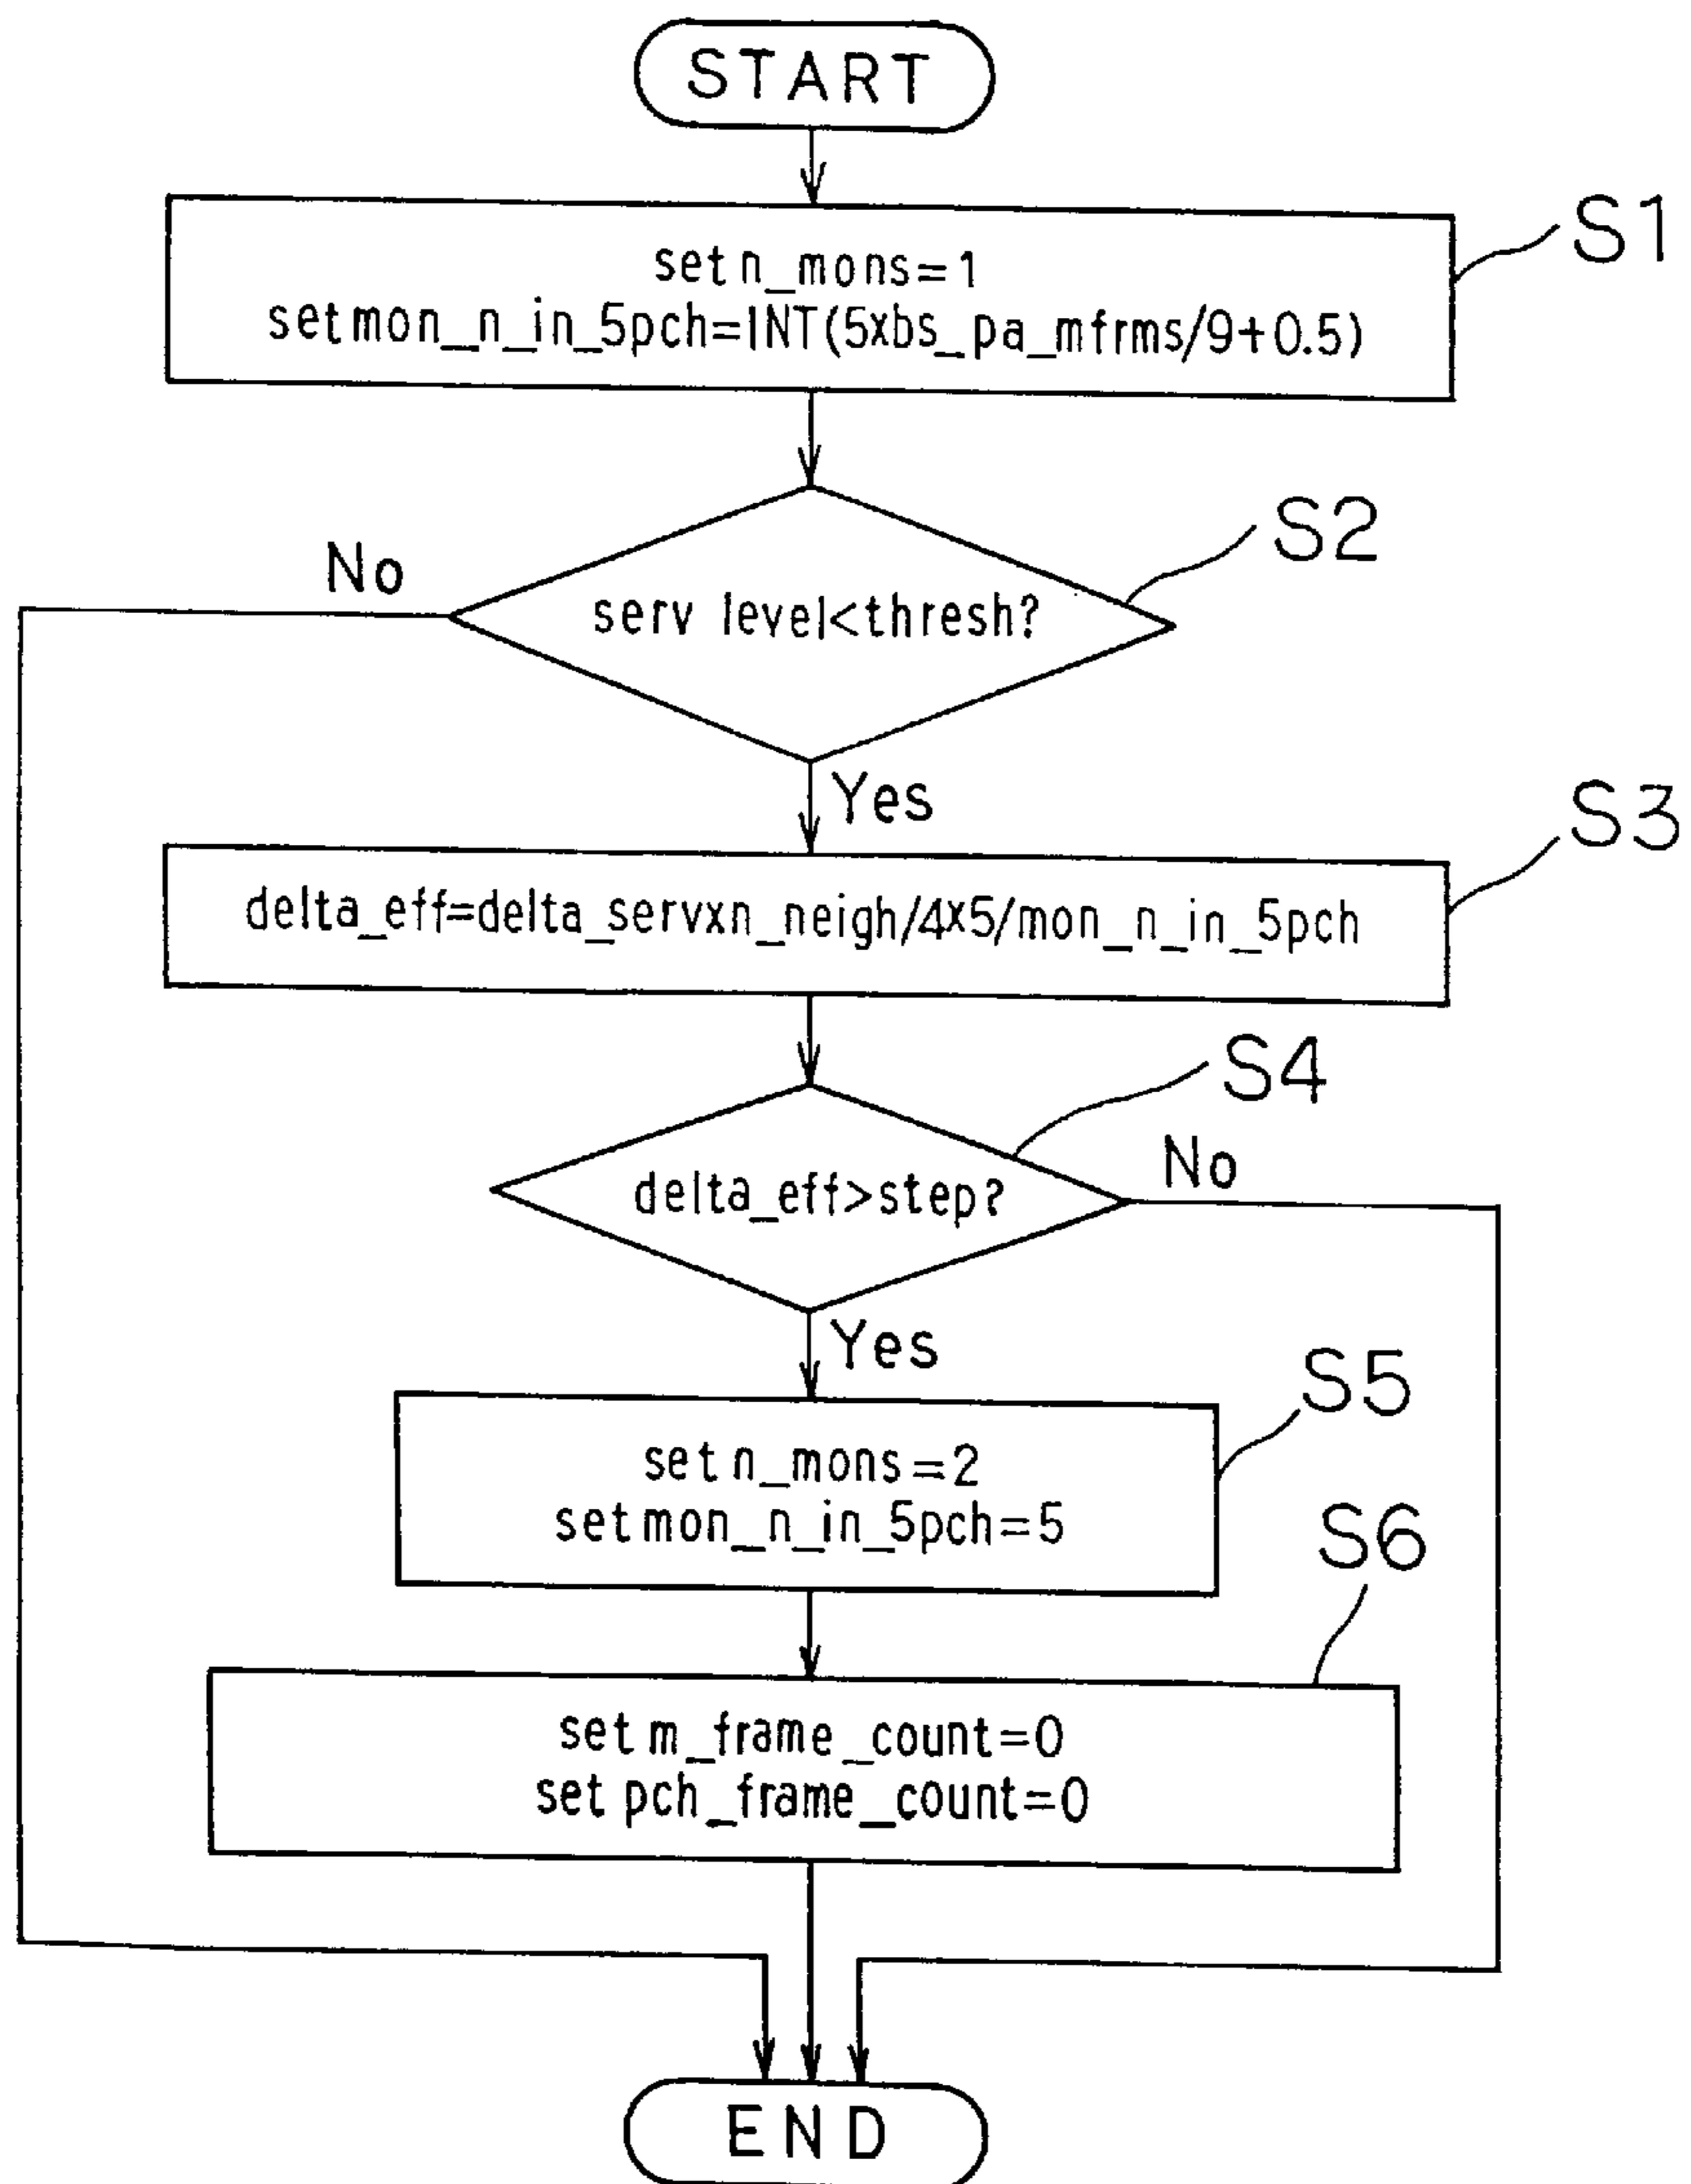 START
S1
set n_mons=1
set mon_n_in_5pch=INT(5xbs_pa_mfrms/9+0.5)
S2
No
serv level<thresh?
Yes
S3
delta_eff=delta_servxn_neigh/4x5/mon_n_in_5pch
S4
No
delta_eff>step?
Yes
S5
set n_mons=2
set mon_n_in_5pch=5
S6
set m_frame_count=0
set pch_frame_count=0
END